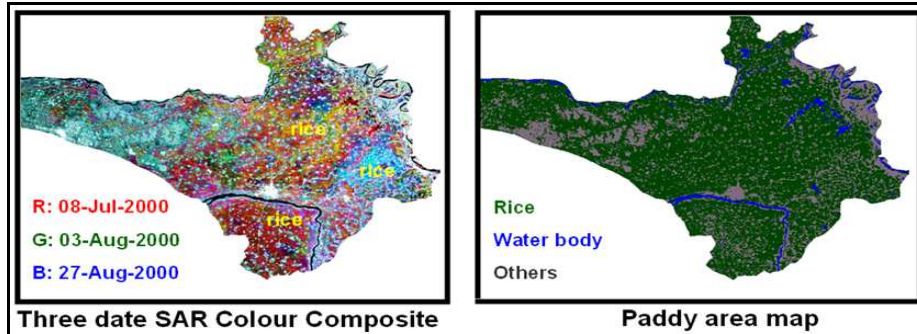 rice
rice
rice
R: 08-Jul-2000
G: 03-Aug-2000
B: 27-Aug-2000
Three date SAR Colour Composite
Rice
Water body
Others
Paddy area map